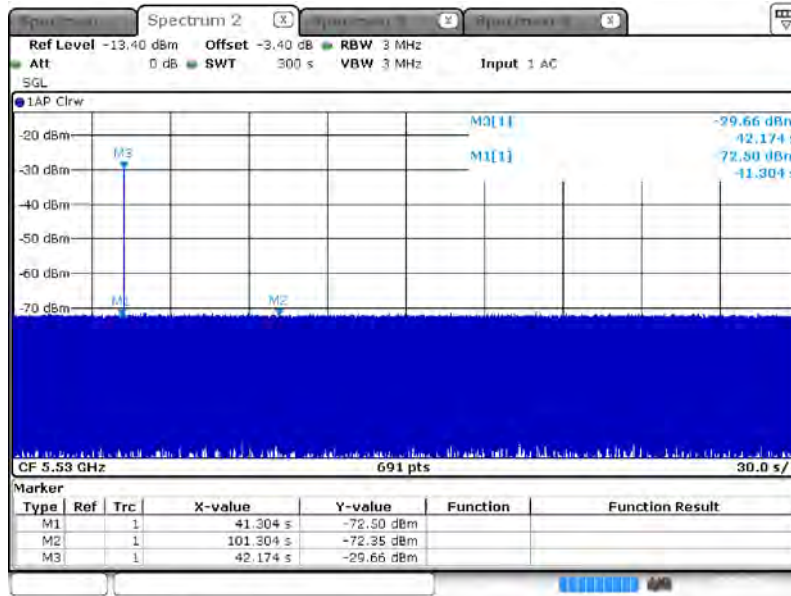 Spectrum 2
Ref Level -13.40 dBm Offset -3.40 dB RBW 3 MHz
Att 0 dB SWT 300 s VBW 3 MHz Input 1 AC
SGL
1AP Clrw
M3[1] -29.66 dBm
42.174 s
M1[1] -72.50 dBm
41.304 s
-20 dBm
M3
-30 dBm
-40 dBm
-50 dBm
-60 dBm
M1 M2
-70 dBm
CF 5.53 GHz 691 pts 30.0 s/
Marker
Type Ref Trc X-value Y-value Function Function Result
M1 1 41.304 s -72.50 dBm
M2 1 101.304 s -72.35 dBm
M3 1 42.174 s -29.66 dBm